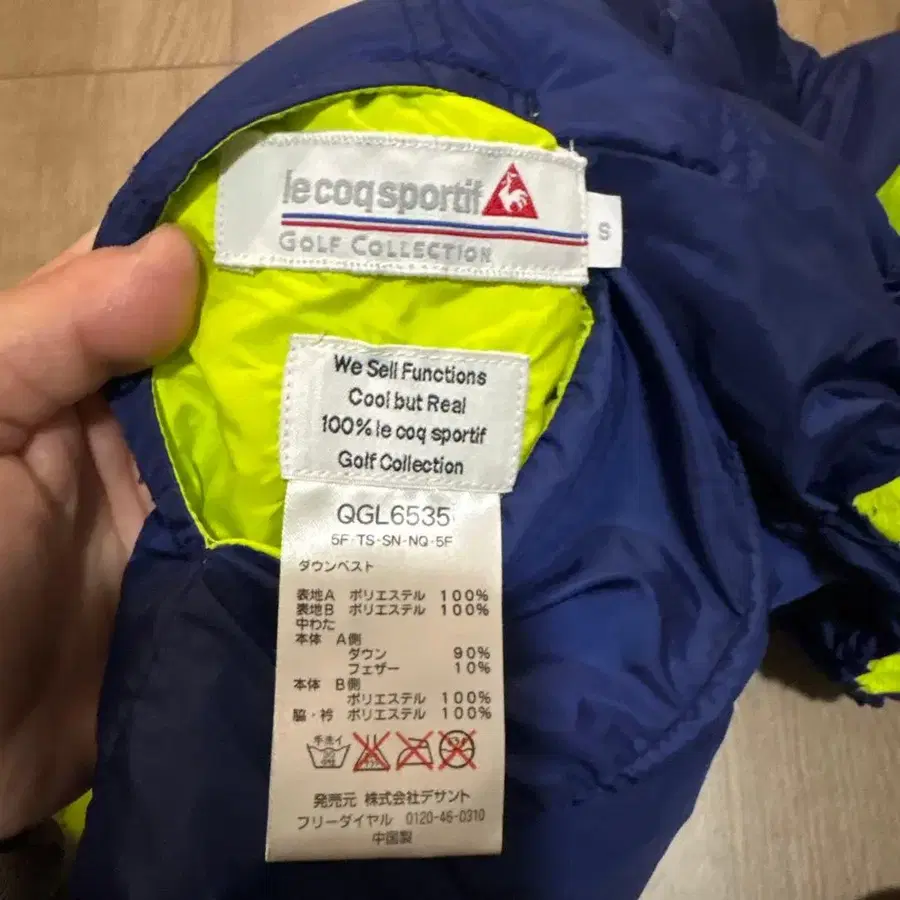 le coq sportif
GOLF COLLECTION
S
We Sell Functions
Cool but Real
100% le coq sportif
Golf Collection
QGL6535
5F-TS-SN-NQ-5F
ダウンベスト
表地A ポリエステル 100%
表地B ポリエステル 100%
中わた
本体 A側
ダウン 90%
フェザー 10%
本体 B側
ポリエステル 100%
脇・衿 ポリエステル 100%
手洗イ
発売元 株式会社デサント
フリーダイヤル 0120-46-0310
中国製